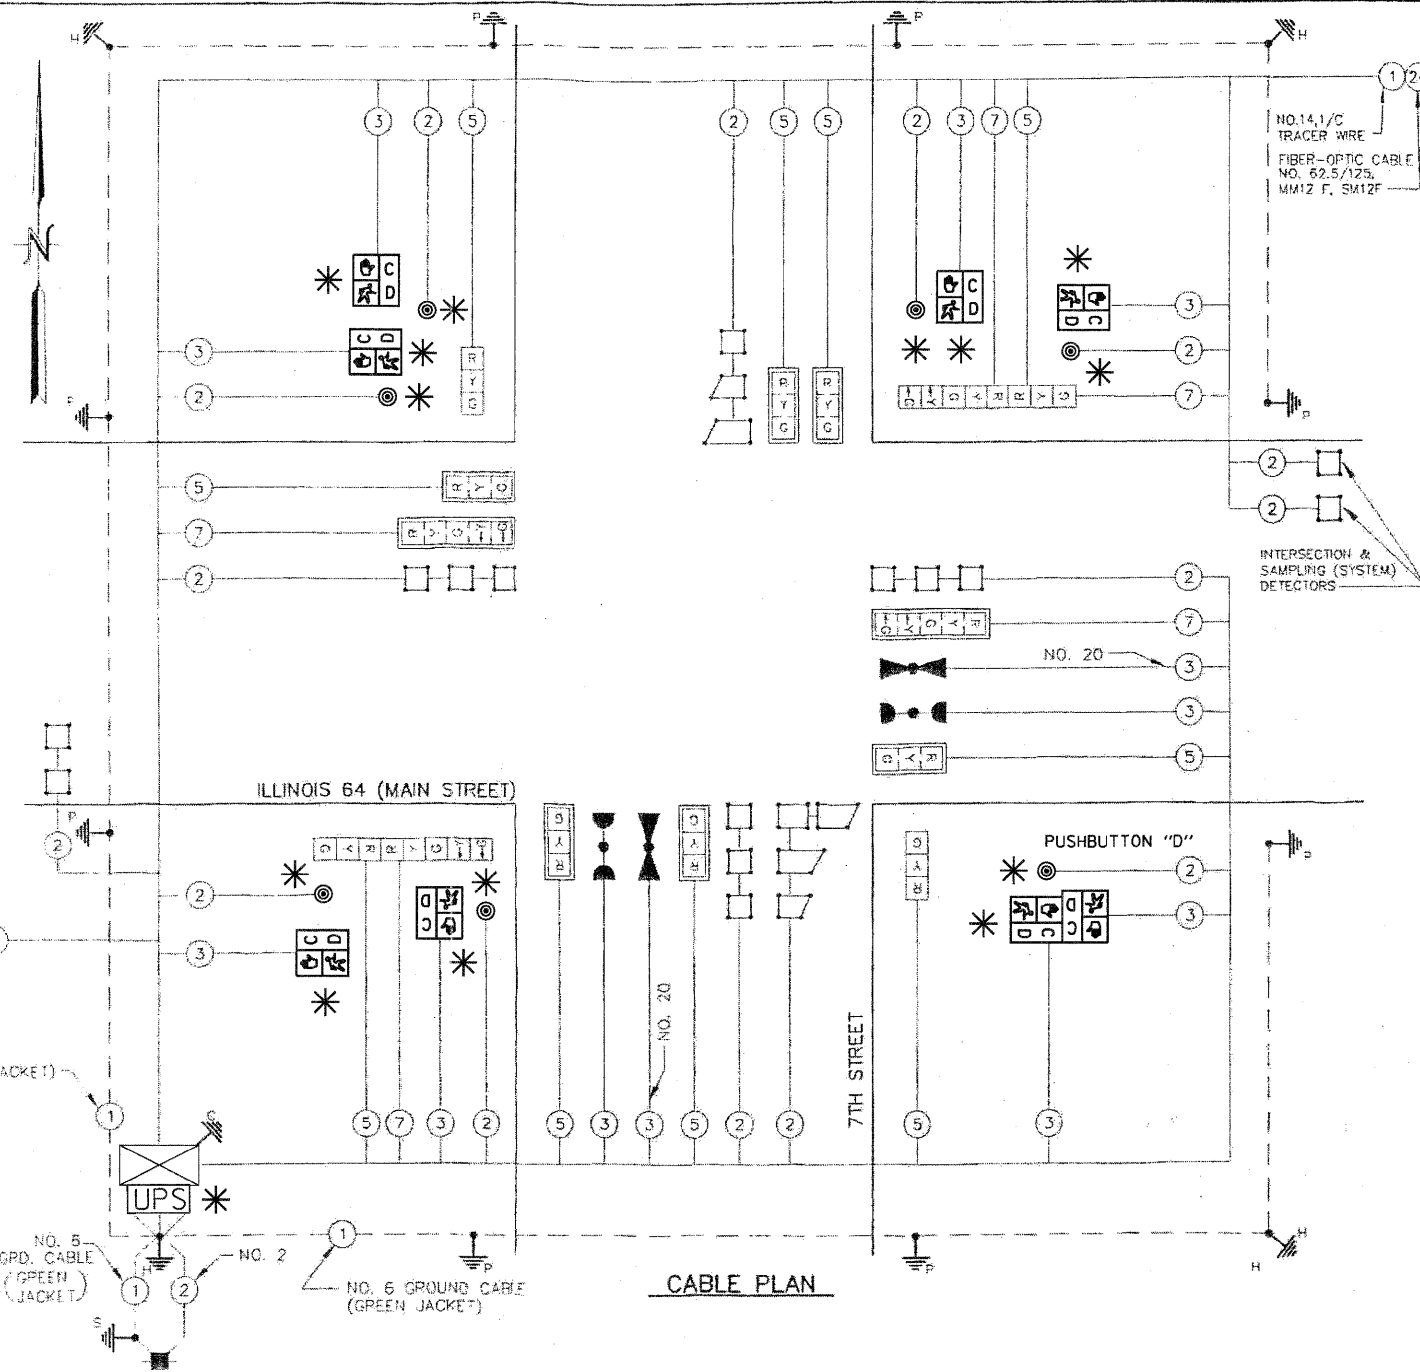 P
P
H
H
N
1
NO.14,1/C
TRACER WIRE
FIBER-OPTIC CABLE
NO. 62.5/125,
MM12 F, SM12F
3
2
5
2
5
5
2
3
7
5
C
D
C
D
3
2
R
Y
G
C
D
C
D
3
2
7
R
Y
G
R
Y
G
G
Y
G
Y
R
R
Y
G
P
P
5
R
Y
G
7
R
Y
G
Y
G
2
2
2
INTERSECTION &
SAMPLING (SYSTEM)
DETECTORS
2
7
G
Y
G
Y
R
NO. 20
3
3
5
G
Y
R
ILLINOIS 64 (MAIN STREET)
P
2
G
Y
R
R
Y
G
Y
G
G
Y
R
G
Y
R
G
Y
R
PUSHBUTTON "D"
P
2
3
2
3
C
D
D
C
D
C
D
C
NO. 20
7TH STREET
ACKET)
1
C
5
7
3
2
5
3
3
5
2
2
5
3
UPS
NO. 6
GRD. CABLE
(GREEN
JACKET)
1
2
NO. 2
H
1
NO. 6 GROUND CABLE
(GREEN JACKET)
P
P
H
H
S
CABLE PLAN